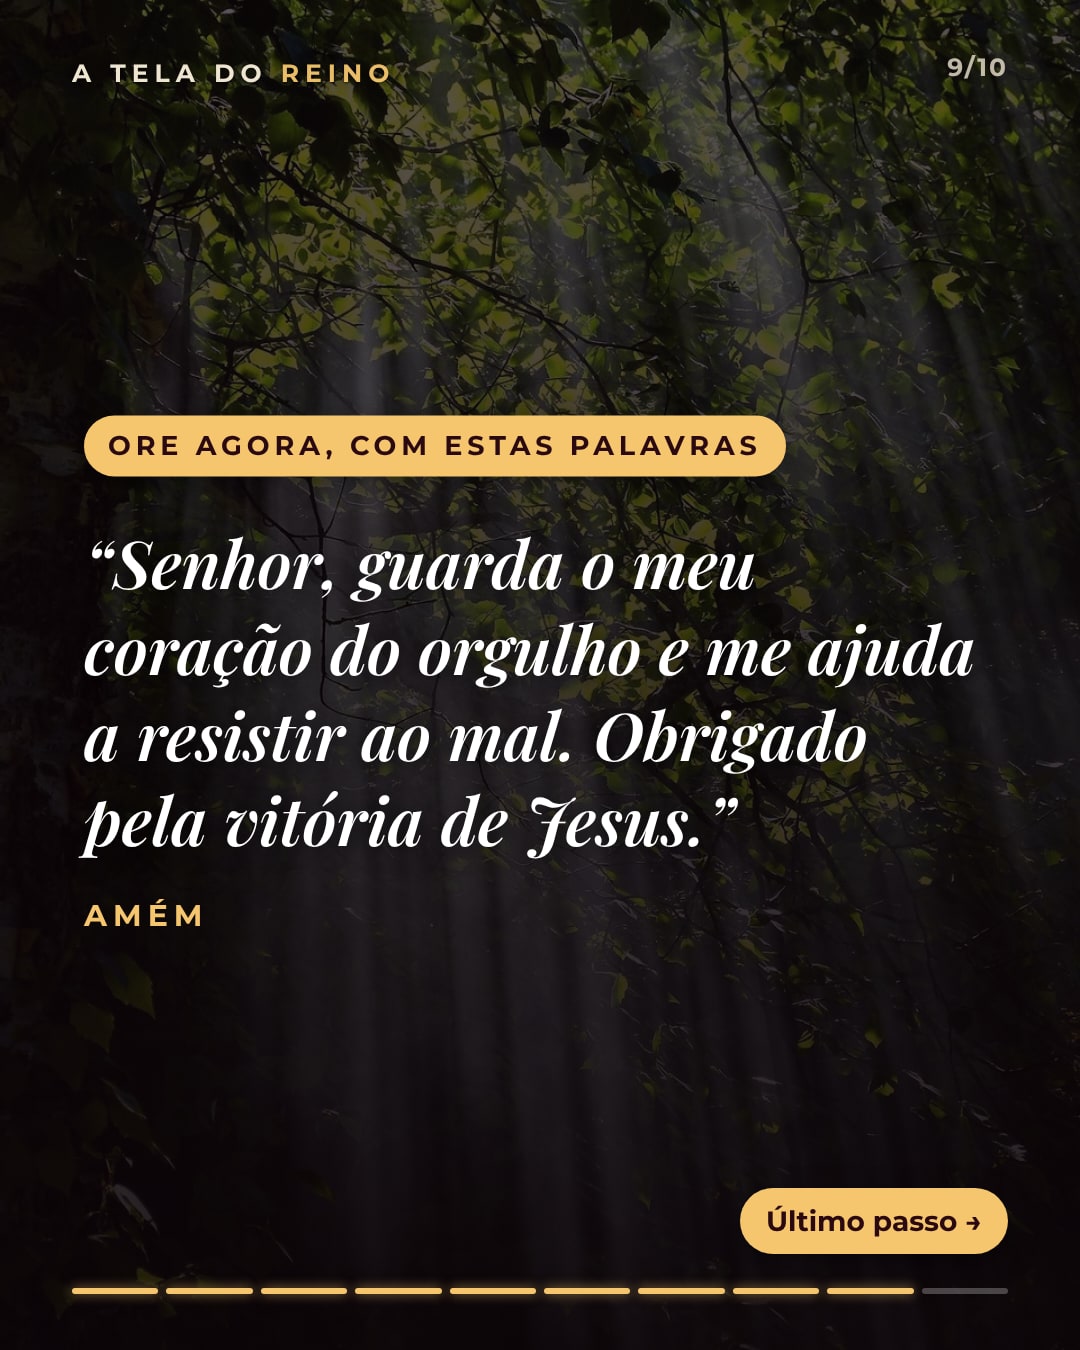 A TELA DO REINO
9/10
ORE AGORA, COM ESTAS PALAVRAS
“Senhor, guarda o meu
coração do orgulho e me ajuda
a resistir ao mal. Obrigado
pela vitória de Jesus.”
AMÉM
Último passo →